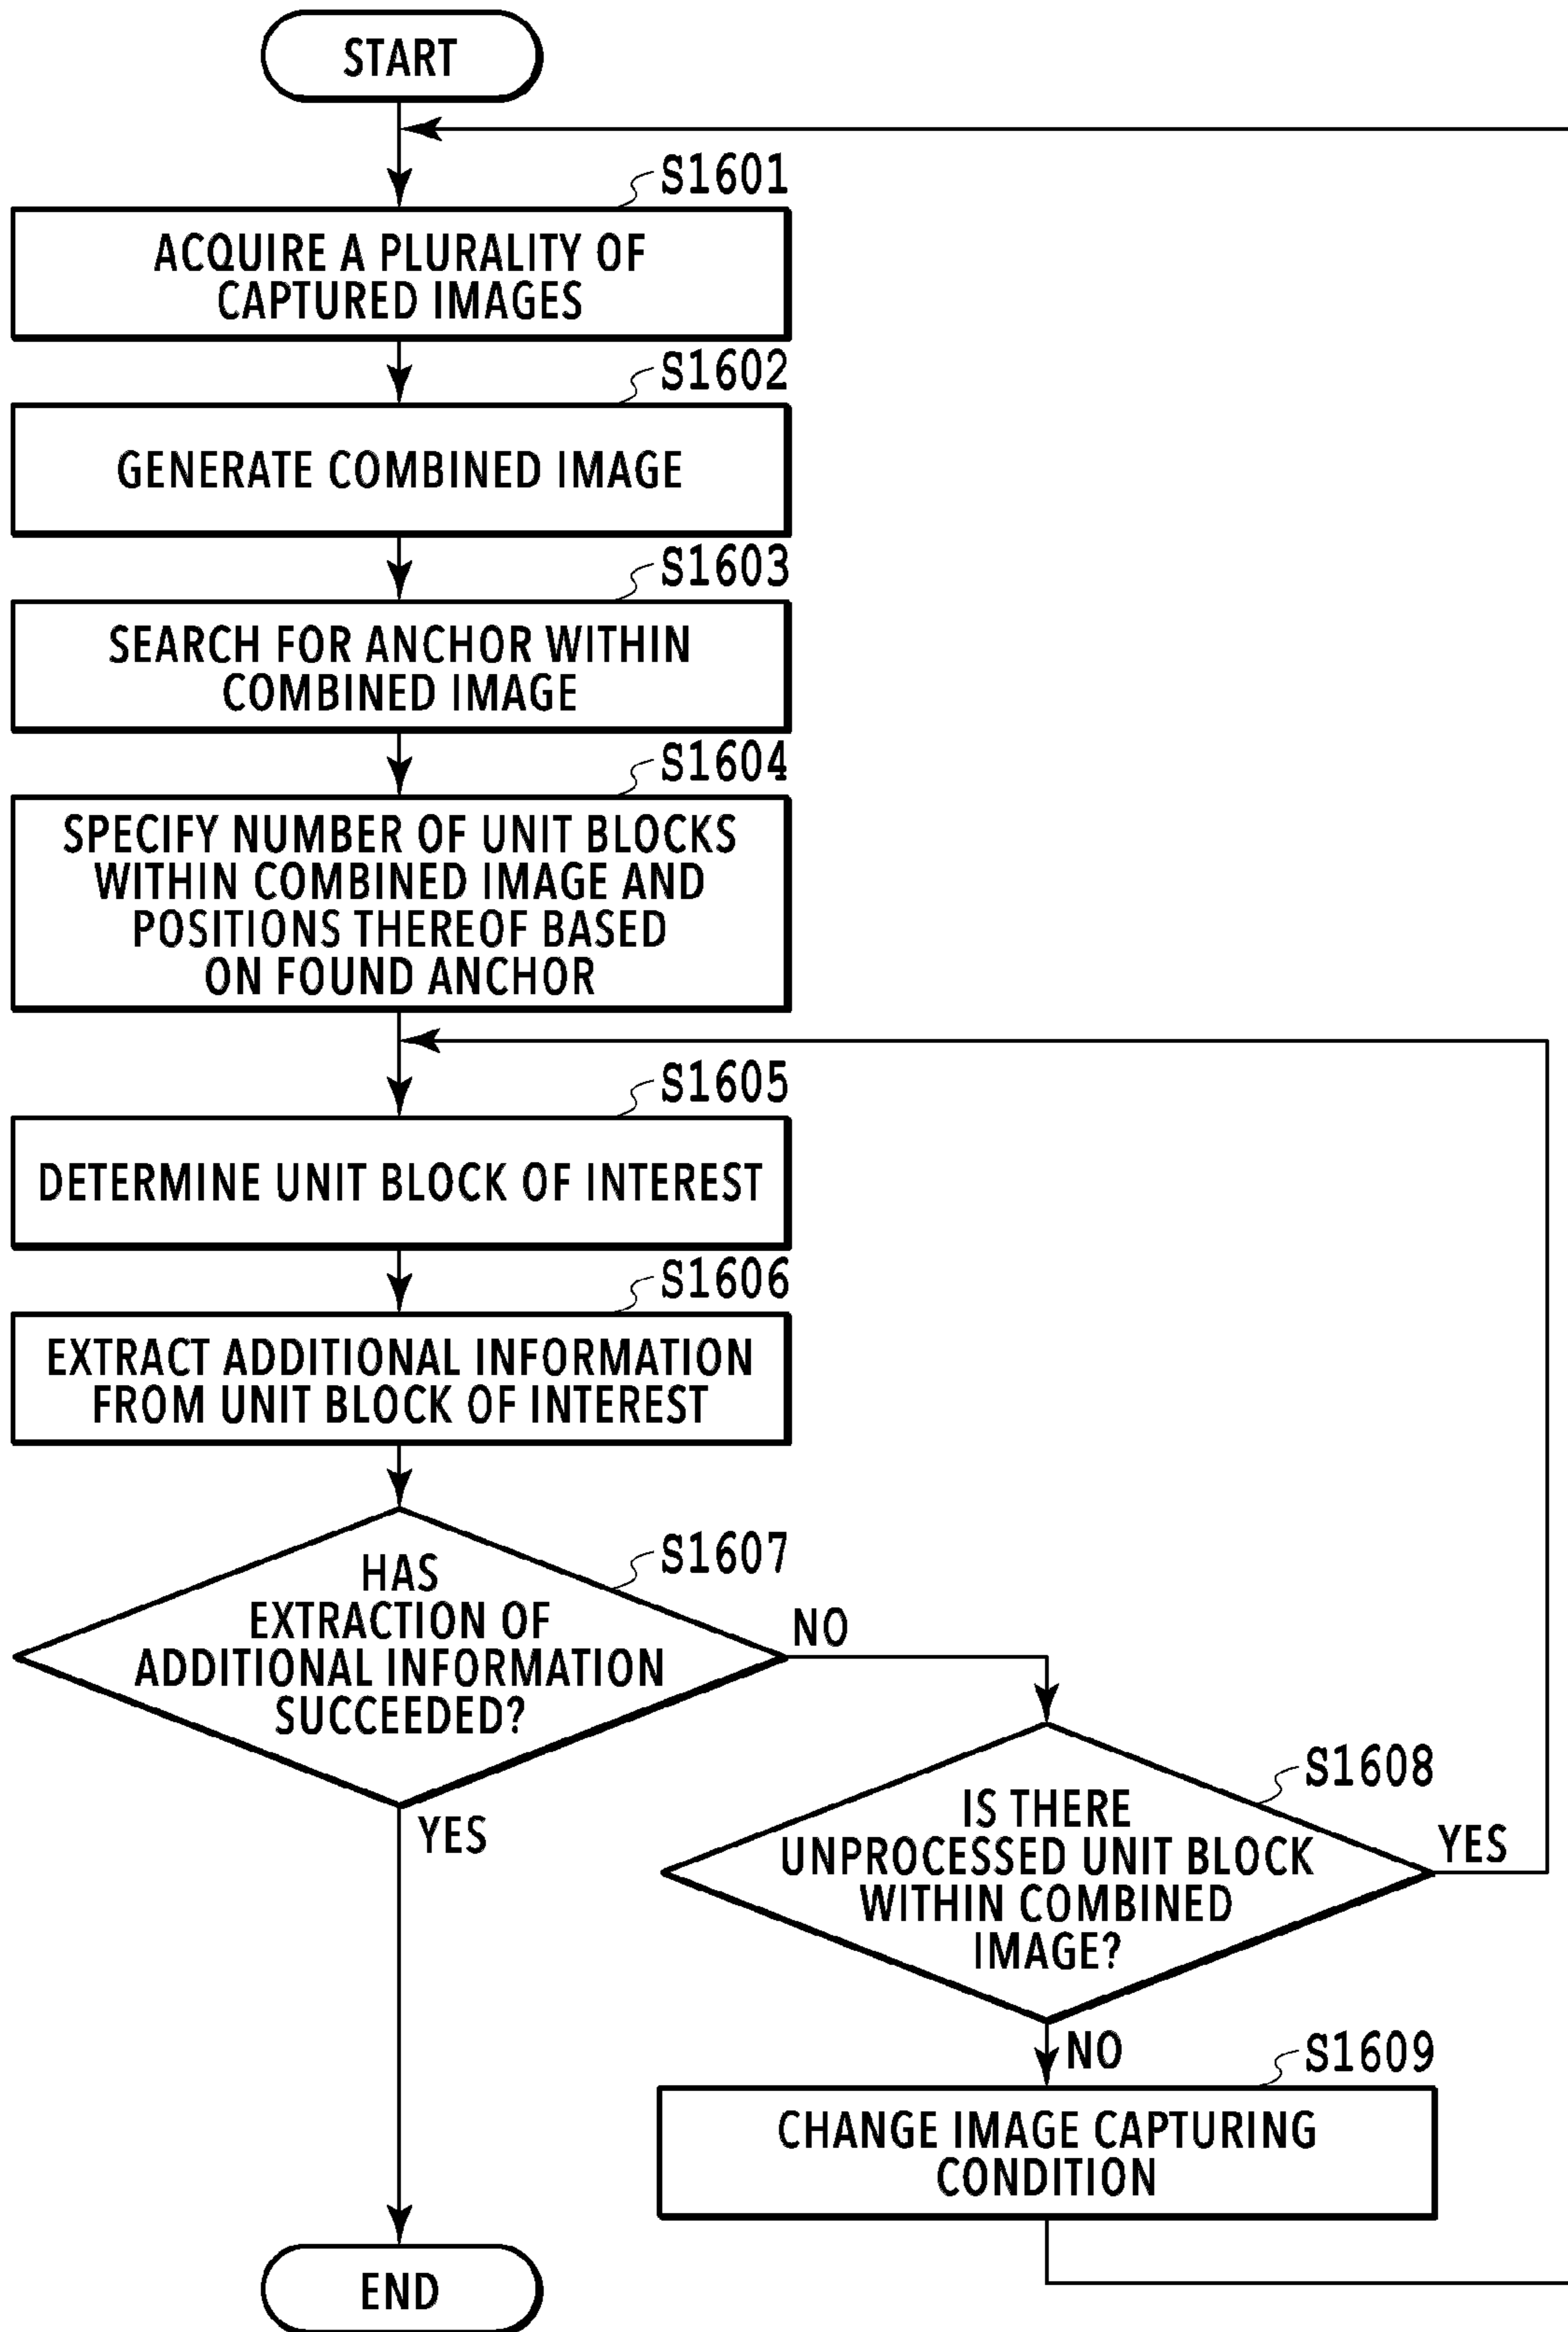 START
S1601
ACQUIRE A PLURALITY OF
CAPTURED IMAGES
S1602
GENERATE COMBINED IMAGE
S1603
SEARCH FOR ANCHOR WITHIN
COMBINED IMAGE
S1604
SPECIFY NUMBER OF UNIT BLOCKS
WITHIN COMBINED IMAGE AND
POSITIONS THEREOF BASED
ON FOUND ANCHOR
S1605
DETERMINE UNIT BLOCK OF INTEREST
S1606
EXTRACT ADDITIONAL INFORMATION
FROM UNIT BLOCK OF INTEREST
S1607
HAS
EXTRACTION OF
ADDITIONAL INFORMATION
SUCCEEDED?
NO
YES
S1608
IS THERE
UNPROCESSED UNIT BLOCK
WITHIN COMBINED
IMAGE?
YES
NO
S1609
CHANGE IMAGE CAPTURING
CONDITION
END